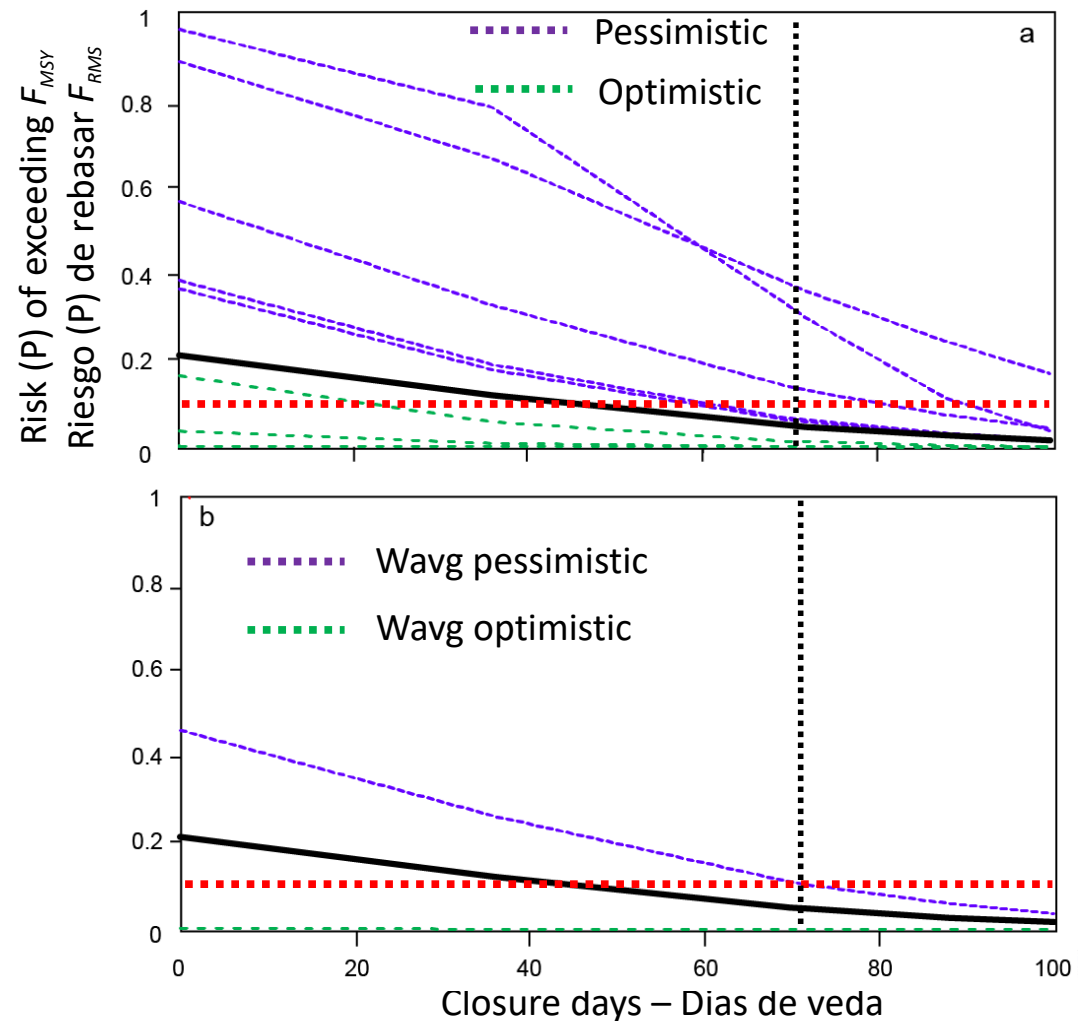 Risk (P) of exceeding F_MSY
Riesgo (P) de rebasar F_RMS
1
0.8
0.6
0.4
0.2
0
Pessimistic
Optimistic
a
1
0.8
0.6
0.4
0.2
0
b
Wavg pessimistic
Wavg optimistic
0 20 40 60 80 100
Closure days – Dias de veda